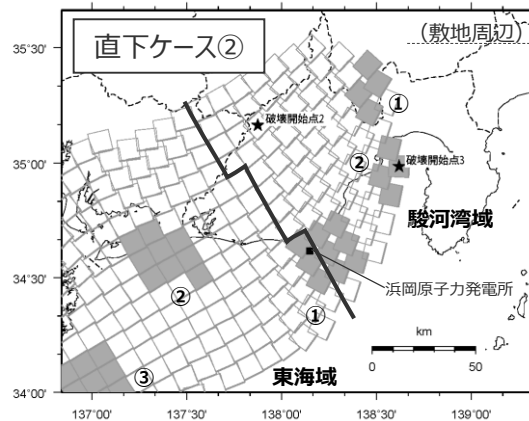 直下ケース②
(敷地周辺)
35°30'
①
破壊開始点2
②
破壊開始点3
35°00'
駿河湾域
34°30'
浜岡原子力発電所
②
①
km
0
50
③
東海域
34°00'
137°00'
137°30'
138°00'
138°30'
139°00'